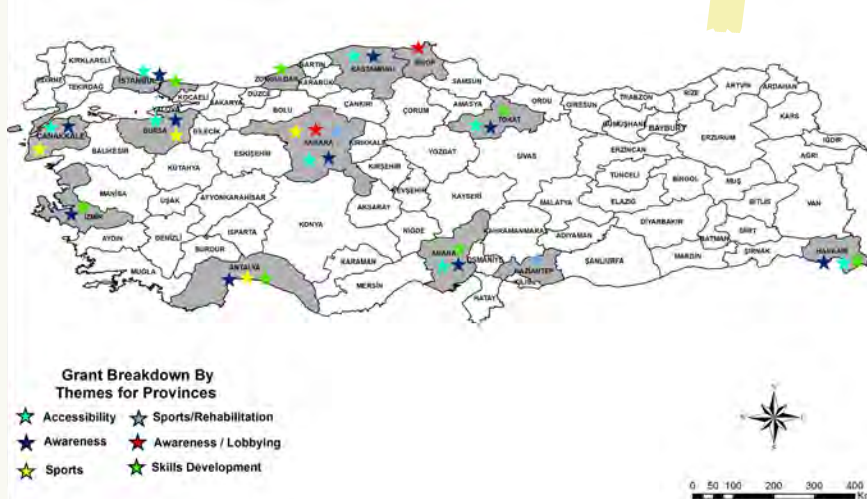 KIRKLARELI
EDIRNE
TEKİRDAĞ
İSTANBUL
KOCAELİ
YALOVA
SAKARYA
DÜZCE
ZONGULDAK
BARTIN
KARABÜK
KASTAMONU
SİNOP
SAMSUN
BOLU
ÇANKIRI
ÇORUM
AMASYA
TOKAT
ORDU
GİRESUN
TRABZON
RİZE
ARTVİN
ARDAHAN
KARS
GÜMÜŞHANE
BAYBURT
ERZURUM
IĞDIR
AĞRI
ÇANAKKALE
BALIKESİR
BURSA
BİLECİK
ESKİŞEHİR
ANKARA
KIRIKKALE
YOZGAT
SIVAS
ERZİNCAN
TUNCELİ
BİNGÖL
MUŞ
KÜTAHYA
KIRŞEHİR
MANİSA
UŞAK
AFYONKARAHİSAR
NEVŞEHİR
KAYSERİ
MALATYA
ELAZIĞ
BİTLİS
VAN
İZMİR
AYDIN
DENİZLİ
ISPARTA
BURDUR
KONYA
AKSARAY
NİĞDE
KAHRAMANMARAŞ
ADIYAMAN
DİYARBAKIR
BATMAN
SİİRT
ŞIRNAK
HAKKARİ
MUĞLA
ANTALYA
KARAMAN
MERSİN
ADANA
OSMANİYE
GAZİANTEP
KİLİS
ŞANLIURFA
MARDİN
HATAY
Grant Breakdown By
Themes for Provinces
Accessibility
Sports/Rehabilitation
Awareness
Awareness / Lobbying
Sports
Skills Development
0 50 100 200 300 400